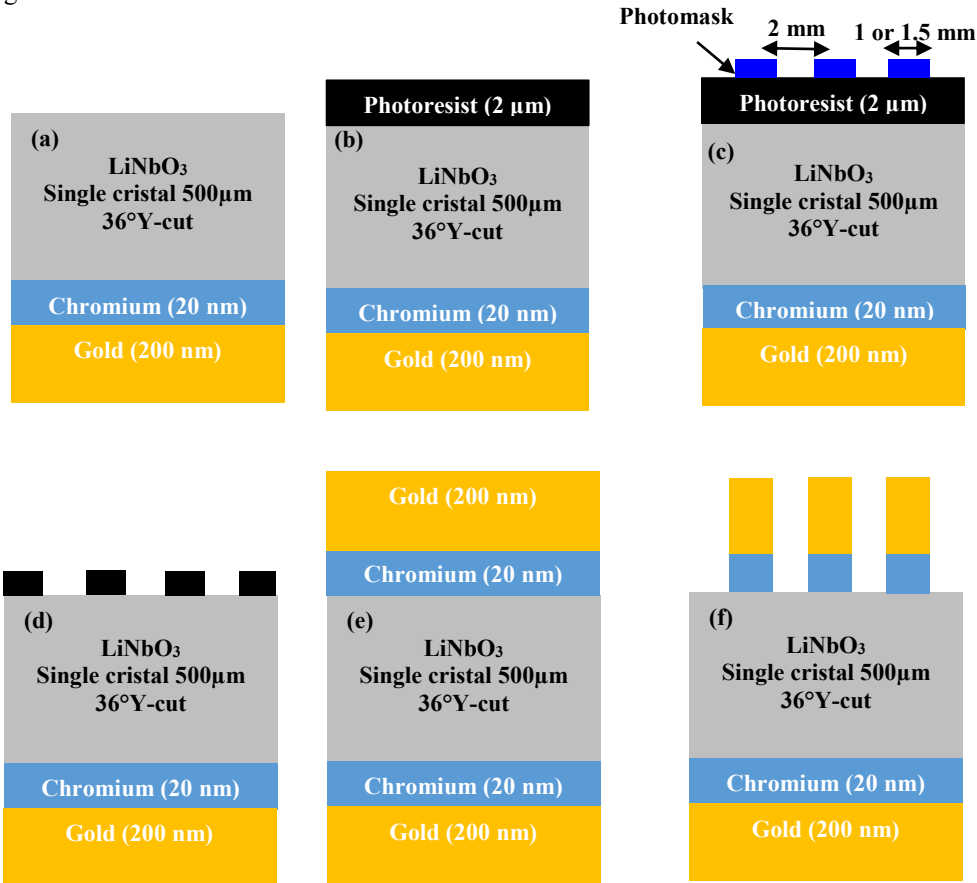 Photomask
2 mm
1 or 1.5 mm
(a)
LiNbO₃
Single cristal 500µm
36°Y-cut
Chromium (20 nm)
Gold (200 nm)
Photoresist (2 µm)
(b)
LiNbO₃
Single cristal 500µm
36°Y-cut
Chromium (20 nm)
Gold (200 nm)
Photoresist (2 µm)
(c)
LiNbO₃
Single cristal 500µm
36°Y-cut
Chromium (20 nm)
Gold (200 nm)
(d)
LiNbO₃
Single cristal 500µm
36°Y-cut
Chromium (20 nm)
Gold (200 nm)
Gold (200 nm)
Chromium (20 nm)
(e)
LiNbO₃
Single cristal 500µm
36°Y-cut
Chromium (20 nm)
Gold (200 nm)
(f)
LiNbO₃
Single cristal 500µm
36°Y-cut
Chromium (20 nm)
Gold (200 nm)